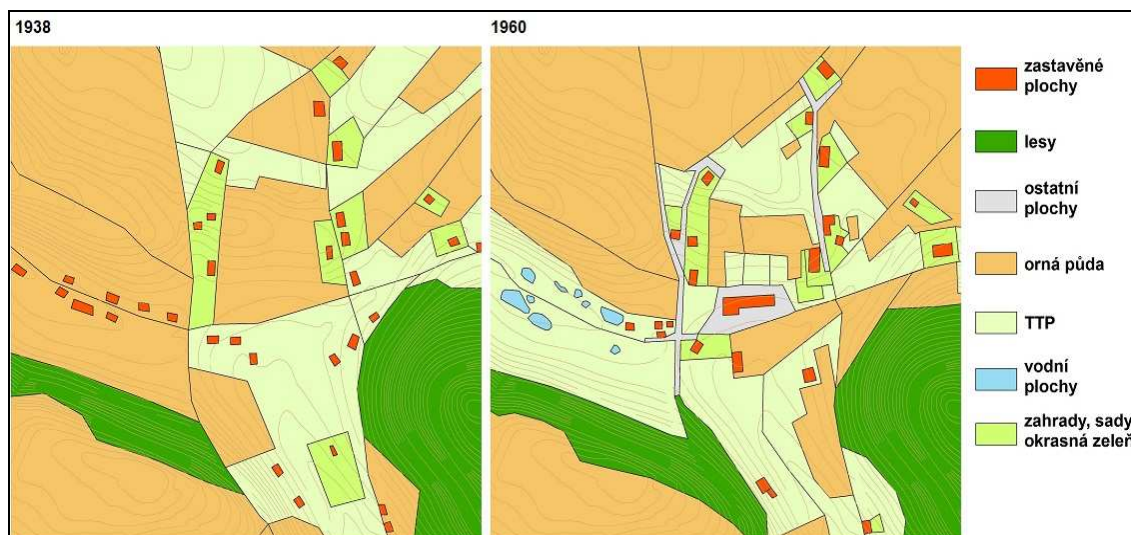 1938
1960
zastavěné
plochy
lesy
ostatní
plochy
orná půda
TTP
vodní
plochy
zahrady, sady
okrasná zeleň